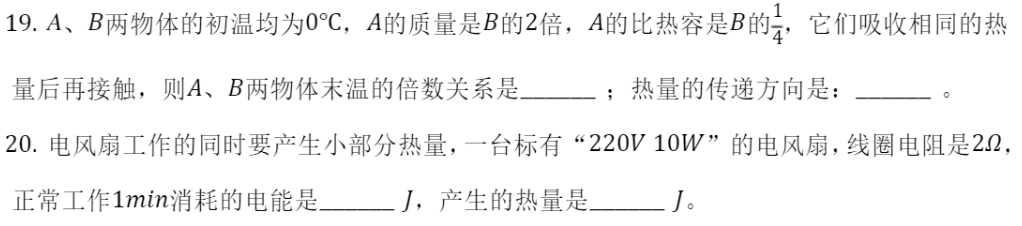 19. A、B两物体的初温均为0℃，A的质量是B的2倍，A的比热容是B的1/4，它们吸收相同的热
量后再接触，则A、B两物体末温的倍数关系是______ ；热量的传递方向是：______ 。
20. 电风扇工作的同时要产生小部分热量，一台标有“220V 10W”的电风扇，线圈电阻是2Ω，
正常工作1min消耗的电能是______ J，产生的热量是______ J。